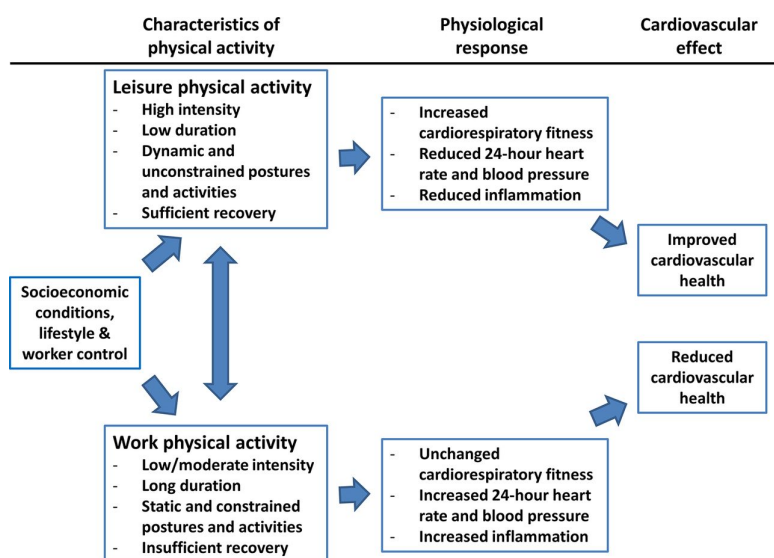 Characteristics of
physical activity
Physiological
response
Cardiovascular
effect
Leisure physical activity
- High intensity
- Low duration
- Dynamic and
unconstrained postures
and activities
- Sufficient recovery
- Increased
cardiorespiratory fitness
- Reduced 24-hour heart
rate and blood pressure
- Reduced inflammation
Improved
cardiovascular
health
Socioeconomic
conditions,
lifestyle &
worker control
Reduced
cardiovascular
health
Work physical activity
- Low/moderate intensity
- Long duration
- Static and constrained
postures and activities
- Insufficient recovery
- Unchanged
cardiorespiratory fitness
- Increased 24-hour heart
rate and blood pressure
- Increased inflammation